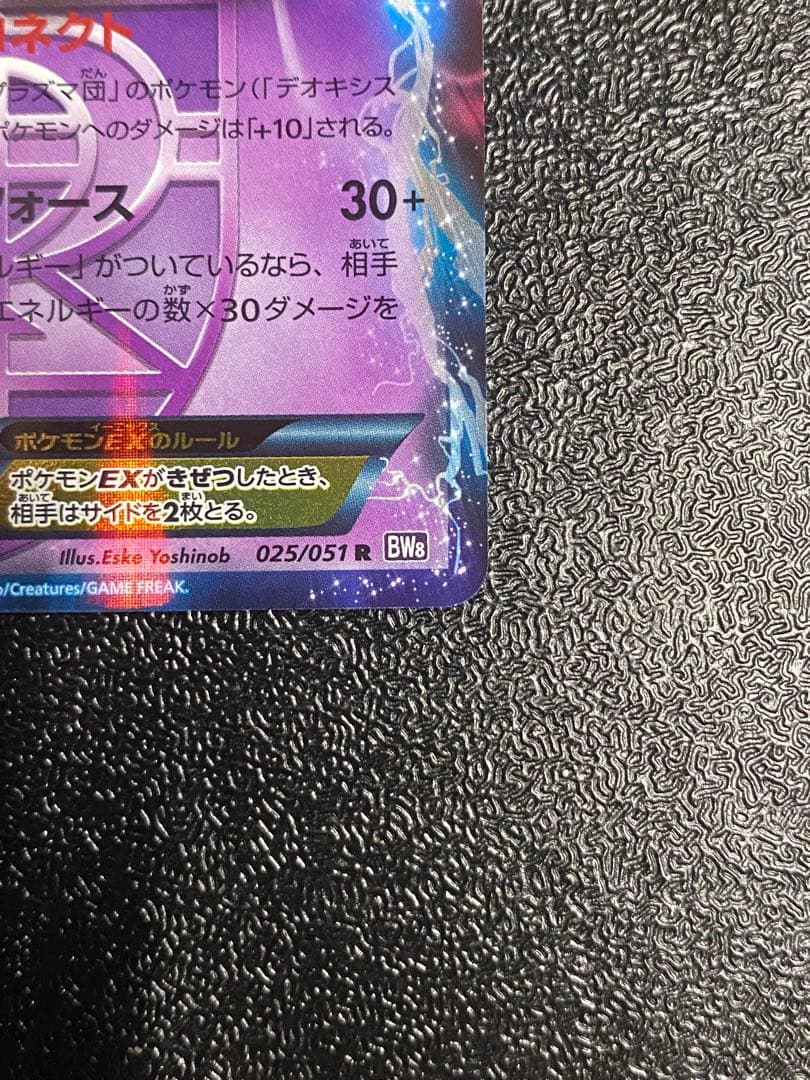 コネクト
プラズマ団」のポケモン(「デオキシス
ポケモンへのダメージは「+10」される。
フォース 30+
ルギー」がついているなら、相手
エネルギーの数×30ダメージを
ポケモンEXのルール
ポケモンEXがきぜつしたとき、
相手はサイドを2枚とる。
Illus.Eske Yoshinob 025/051 R BW8
o/Creatures/GAME FREAK.